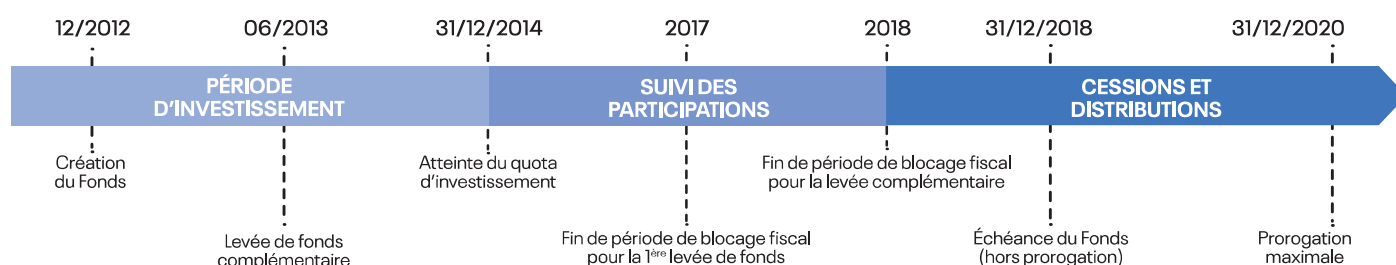 12/2012
06/2013
31/12/2014
2017
2018
31/12/2018
31/12/2020
PÉRIODE
D'INVESTISSEMENT
SUIVI DES
PARTICIPATIONS
CESSIONS ET
DISTRIBUTIONS
Création
du Fonds
Atteinte du quota
d'investissement
Fin de période de blocage fiscal
pour la levée complémentaire
Levée de fonds
complémentaire
Fin de période de blocage fiscal
pour la 1ère levée de fonds
Échéance du Fonds
(hors prorogation)
Prorogation
maximale